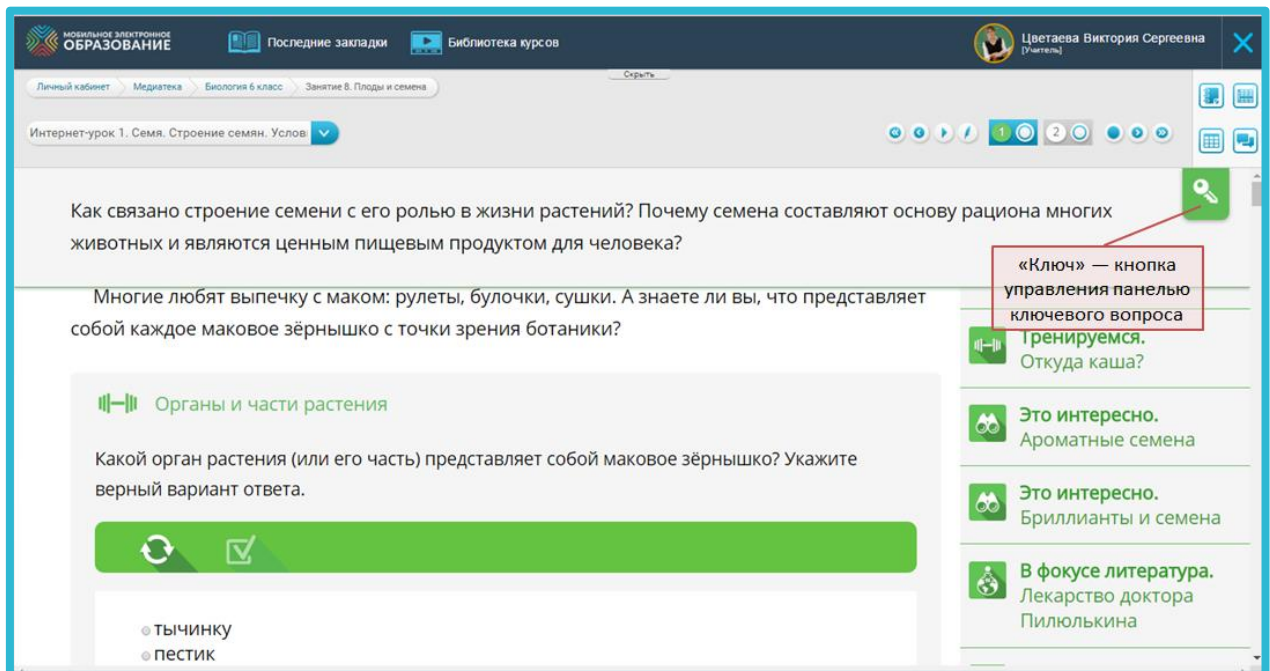 МОБИЛЬНОЕ ЭЛЕКТРОННОЕ
ОБРАЗОВАНИЕ
Последние закладки
Библиотека курсов
Цветаева Виктория Сергеевна
[Учитель]
Скрыть
Личный кабинет
Медиатека
Биология 6 класс
Занятие 8. Плоды и семена
Интернет-урок 1. Семя. Строение семян. Услов
1
2
Как связано строение семени с его ролью в жизни растений? Почему семена составляют основу рациона многих
животных и являются ценным пищевым продуктом для человека?
«Ключ» — кнопка
управления панелью
ключевого вопроса
Многие любят выпечку с маком: рулеты, булочки, сушки. А знаете ли вы, что представляет
собой каждое маковое зёрнышко с точки зрения ботаники?
Органы и части растения
Какой орган растения (или его часть) представляет собой маковое зёрнышко? Укажите
верный вариант ответа.
тычинку
пестик
Тренируемся.
Откуда каша?
Это интересно.
Ароматные семена
Это интересно.
Бриллианты и семена
В фокусе литература.
Лекарство доктора
Пилюлькина